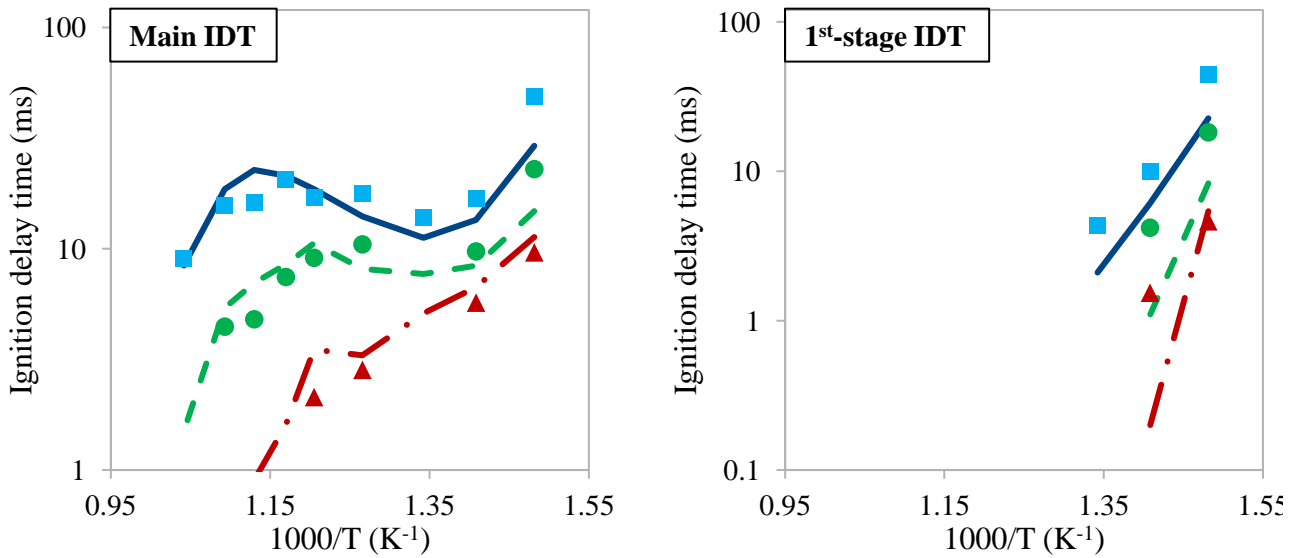 Main IDT
Ignition delay time (ms)
100
10
1
0.95
1.15
1.35
1.55
1000/T (K⁻¹)
1ˢᵗ-stage IDT
Ignition delay time (ms)
100
10
1
0.1
0.95
1.15
1.35
1.55
1000/T (K⁻¹)